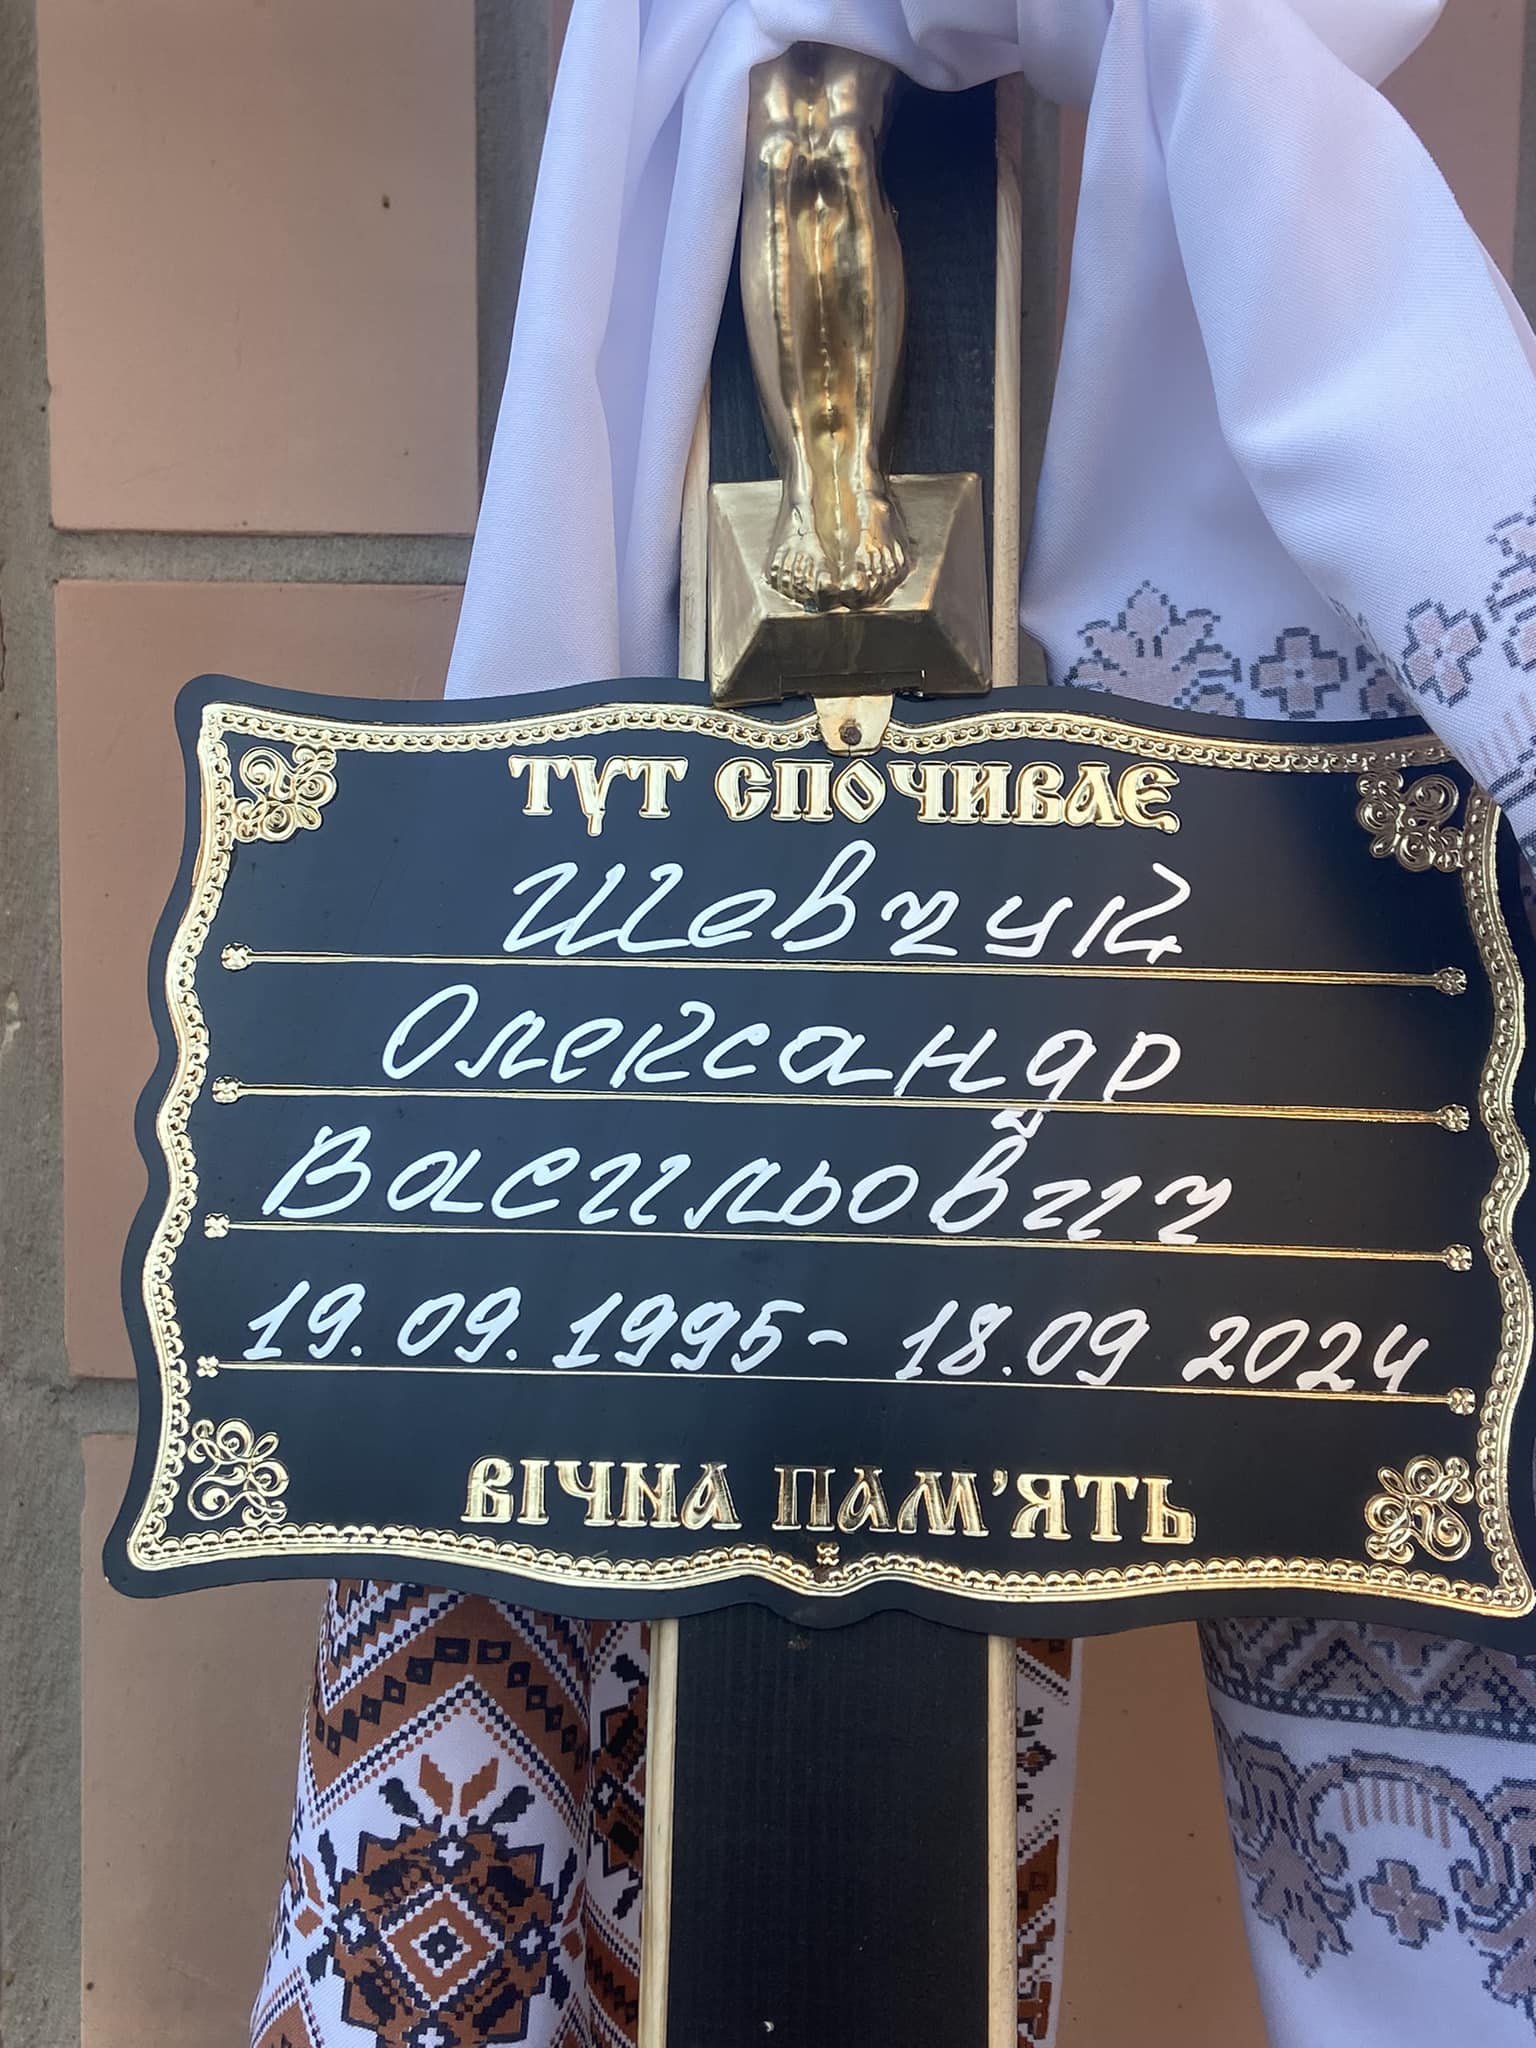 ТУТ СПОЧИВАЄ
Шевчук
Олександр
Васильович
19.09.1995- 18.09 2024
ВІЧНА ПАМ'ЯТЬ